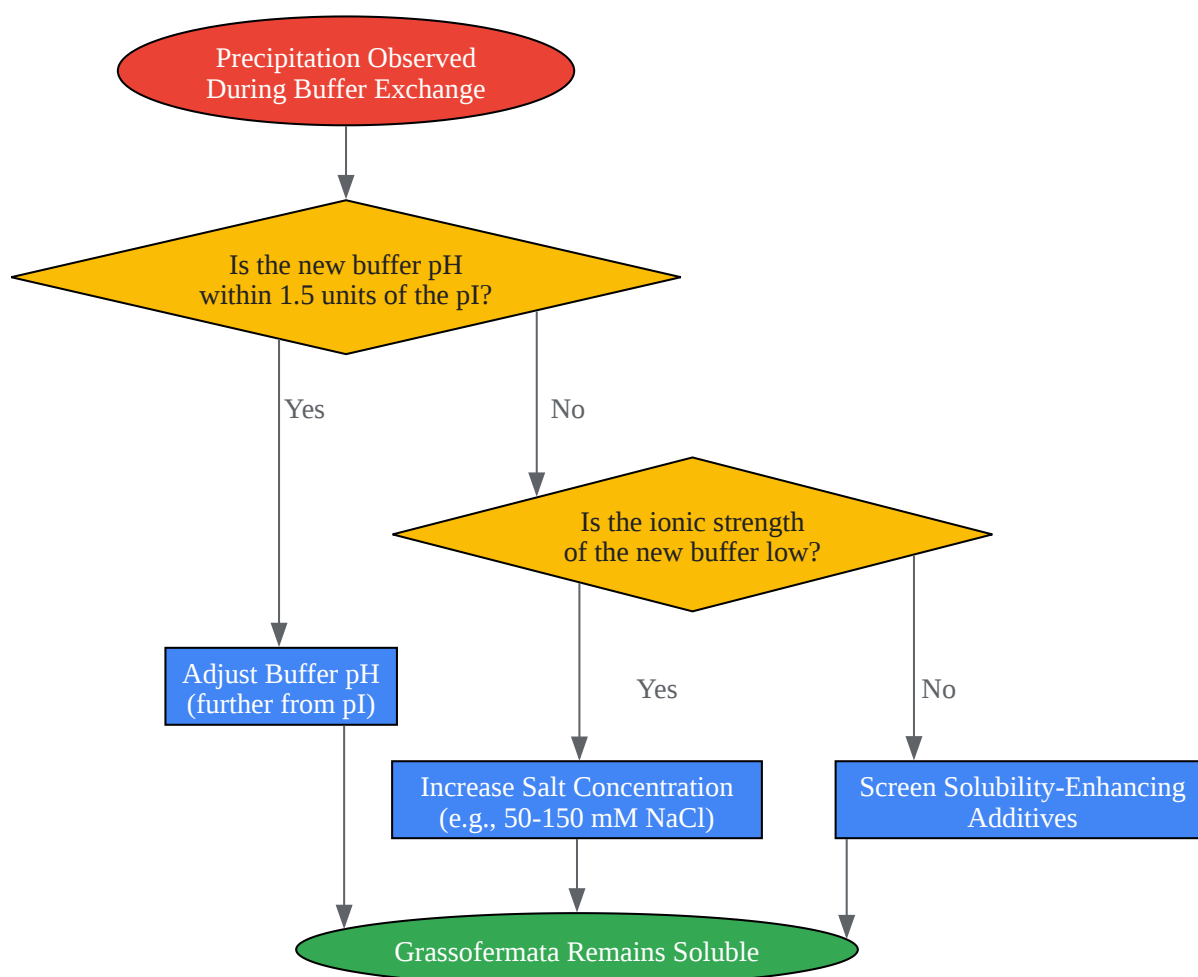 Precipitation Observed
During Buffer Exchange
Is the new buffer pH
within 1.5 units of the pI?
Yes
No
Is the ionic strength
of the new buffer low?
Adjust Buffer pH
(further from pI)
Yes
No
Increase Salt Concentration
(e.g., 50-150 mM NaCl)
Screen Solubility-Enhancing
Additives
Grassofermata Remains Soluble